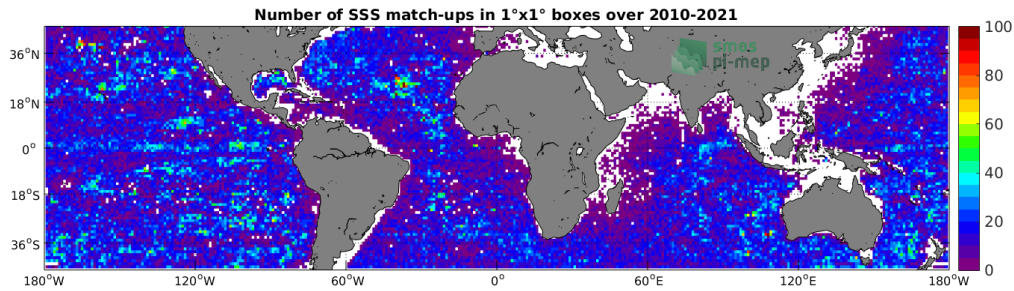 Number of SSS match-ups in 1°x1° boxes over 2010-2021
36°N
18°N
0°
18°S
36°S
180°W
120°W
60°W
0°
60°E
120°E
180°W
100
80
60
40
20
0
smos
pi-mep